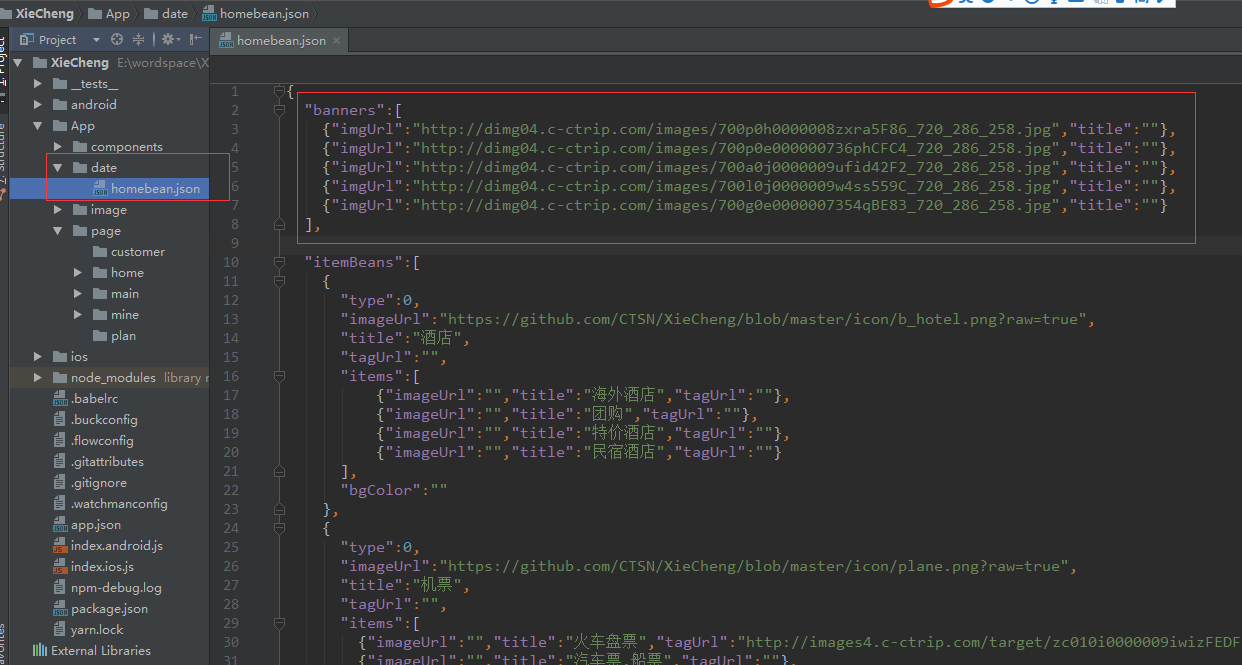 XieCheng App date homebean.json
Project
homebean.json
XieCheng E:\wordspace\X
__tests__
android
App
components
date
homebean.json
image
page
customer
home
main
mine
plan
ios
node_modules library r
.babelrc
.buckconfig
.flowconfig
.gitattributes
.gitignore
.watchmanconfig
app.json
index.android.js
index.ios.js
npm-debug.log
package.json
yarn.lock
External Libraries
1 {
2 "banners":[
3 {"imgUrl":"http://dimg04.c-ctrip.com/images/700p0h0000008zxra5F86_720_286_258.jpg","title":""},
4 {"imgUrl":"http://dimg04.c-ctrip.com/images/700p0e000000736phCFC4_720_286_258.jpg","title":""},
5 {"imgUrl":"http://dimg04.c-ctrip.com/images/700a0j0000009ufid42F2_720_286_258.jpg","title":""},
6 {"imgUrl":"http://dimg04.c-ctrip.com/images/700l0j0000009w4ss559C_720_286_258.jpg","title":""},
7 {"imgUrl":"http://dimg04.c-ctrip.com/images/700g0e0000007354qBE83_720_286_258.jpg","title":""}
8 ],
9
10 "itemBeans":[
11 {
12 "type":0,
13 "imageUrl":"https://github.com/CTSN/XieCheng/blob/master/icon/b_hotel.png?raw=true",
14 "title":"酒店",
15 "tagUrl":"",
16 "items":[
17 {"imageUrl":"","title":"海外酒店","tagUrl":""},
18 {"imageUrl":"","title":"团购","tagUrl":""},
19 {"imageUrl":"","title":"特价酒店","tagUrl":""},
20 {"imageUrl":"","title":"民宿酒店","tagUrl":""}
21 ],
22 "bgColor":""
23 },
24 {
25 "type":0,
26 "imageUrl":"https://github.com/CTSN/XieCheng/blob/master/icon/plane.png?raw=true",
27 "title":"机票",
28 "tagUrl":"",
29 "items":[
30 {"imageUrl":"","title":"火车盘票","tagUrl":"http://images4.c-ctrip.com/target/zc010i0000009iwizFEDF
31 {"imageUrl":"","title":"汽车票.船票","tagUrl":""},